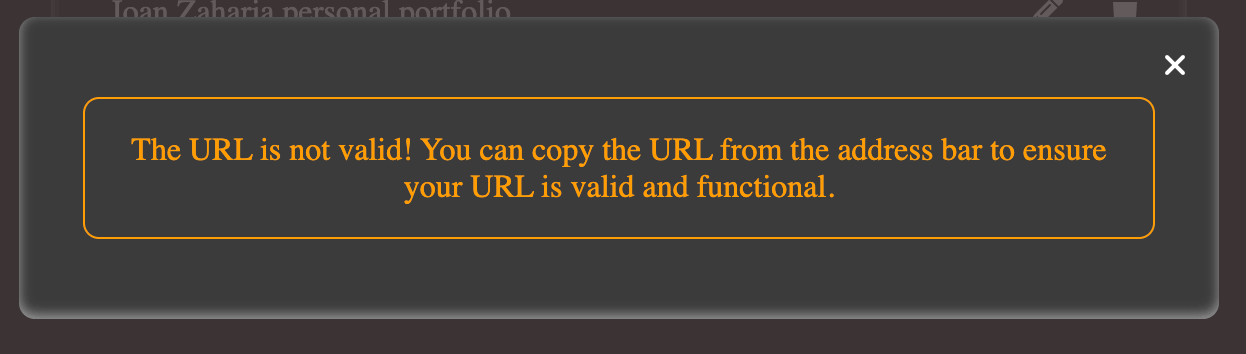 Ioan Zaharia personal portfolio
The URL is not valid! You can copy the URL from the address bar to ensure
your URL is valid and functional.